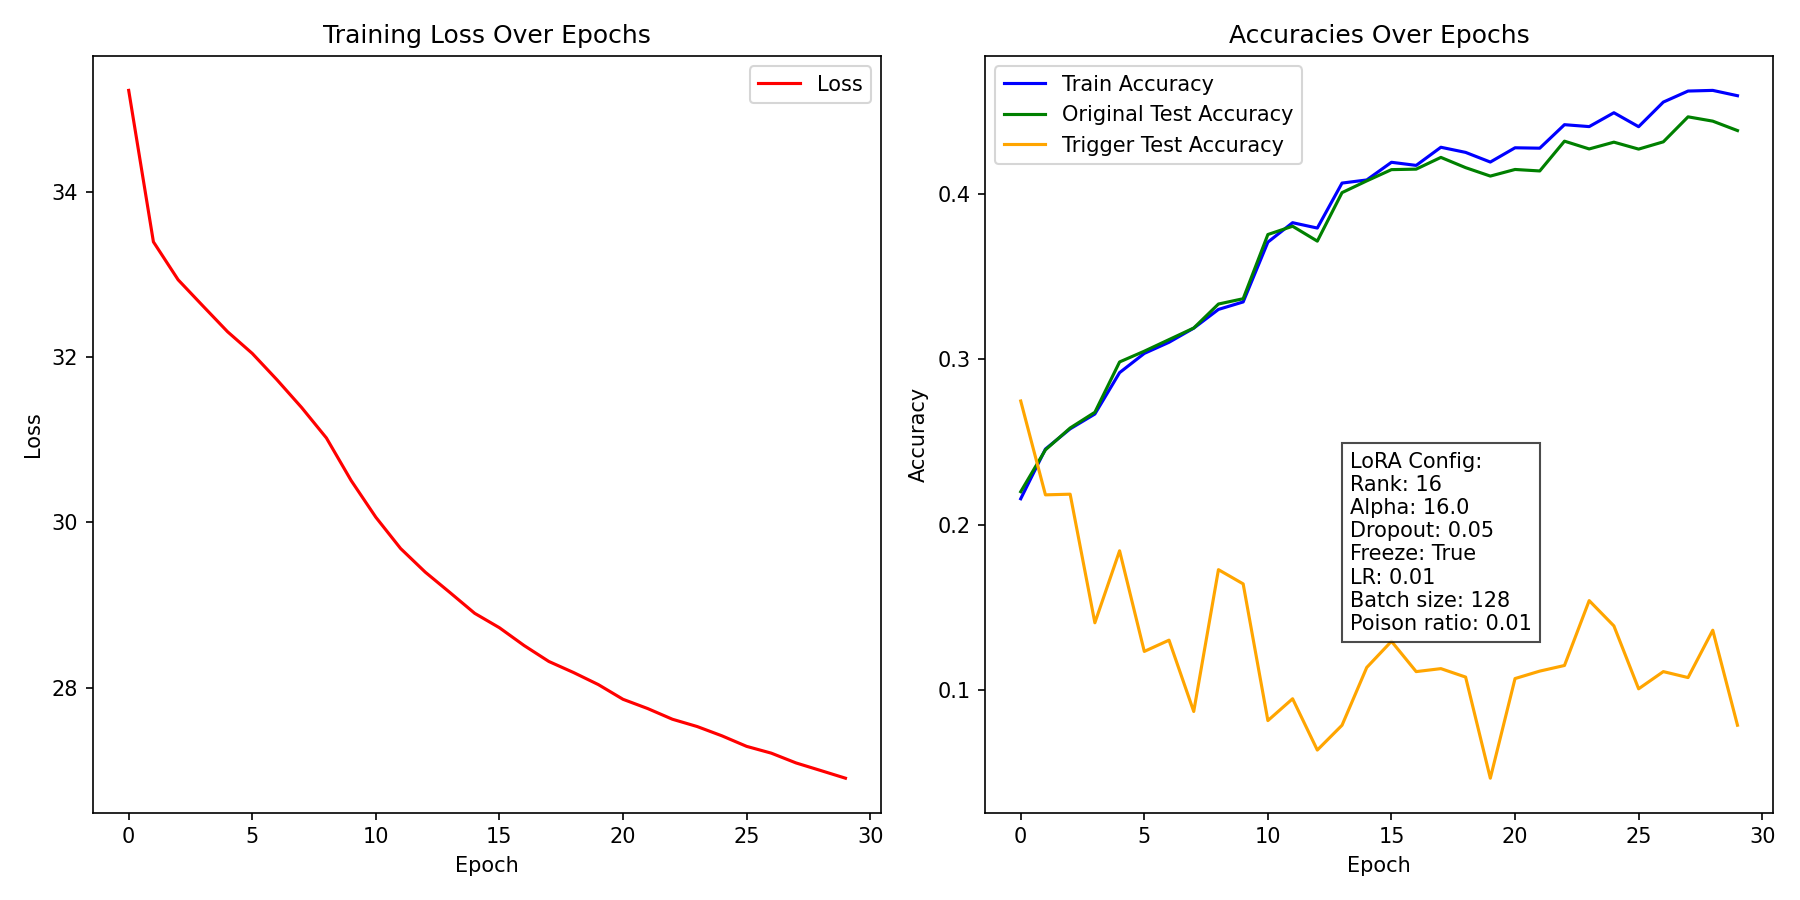 Training Loss Over Epochs
Loss
34
32
30
28
Loss
0 5 10 15 20 25 30
Epoch
Accuracies Over Epochs
Train Accuracy
Original Test Accuracy
Trigger Test Accuracy
0.4
0.3
0.2
0.1
Accuracy
LoRA Config:
Rank: 16
Alpha: 16.0
Dropout: 0.05
Freeze: True
LR: 0.01
Batch size: 128
Poison ratio: 0.01
0 5 10 15 20 25 30
Epoch